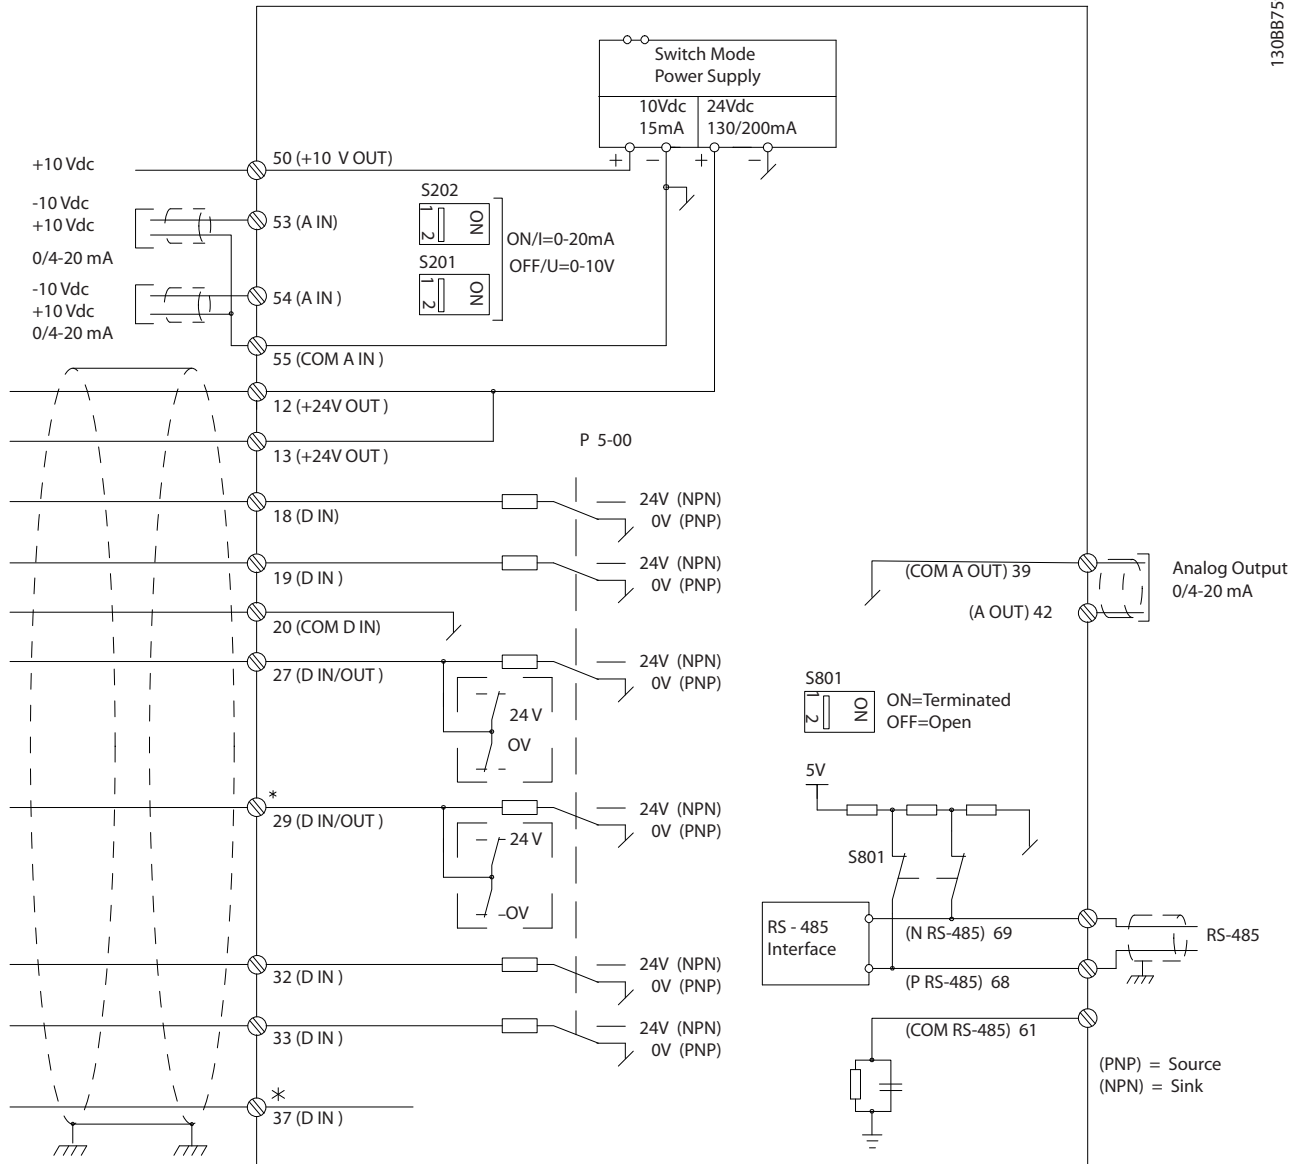 130BB75
Switch Mode
Power Supply
10Vdc
15mA
24Vdc
130/200mA
+ − + −
+10 Vdc
50 (+10 V OUT)
-10 Vdc
+10 Vdc
0/4-20 mA
53 (A IN)
S202
1 2 ON
ON/I=0-20mA
OFF/U=0-10V
S201
1 2 ON
-10 Vdc
+10 Vdc
0/4-20 mA
54 (A IN )
55 (COM A IN )
12 (+24V OUT )
13 (+24V OUT )
P 5-00
18 (D IN)
24V (NPN)
0V (PNP)
19 (D IN )
24V (NPN)
0V (PNP)
20 (COM D IN)
27 (D IN/OUT )
24V (NPN)
0V (PNP)
24 V
OV
*
29 (D IN/OUT )
24V (NPN)
0V (PNP)
24 V
OV
32 (D IN )
24V (NPN)
0V (PNP)
33 (D IN )
24V (NPN)
0V (PNP)
*
37 (D IN )
(COM A OUT) 39
(A OUT) 42
Analog Output
0/4-20 mA
S801
1 2 ON
ON=Terminated
OFF=Open
5V
S801
RS - 485
Interface
(N RS-485) 69
RS-485
(P RS-485) 68
(COM RS-485) 61
(PNP) = Source
(NPN) = Sink